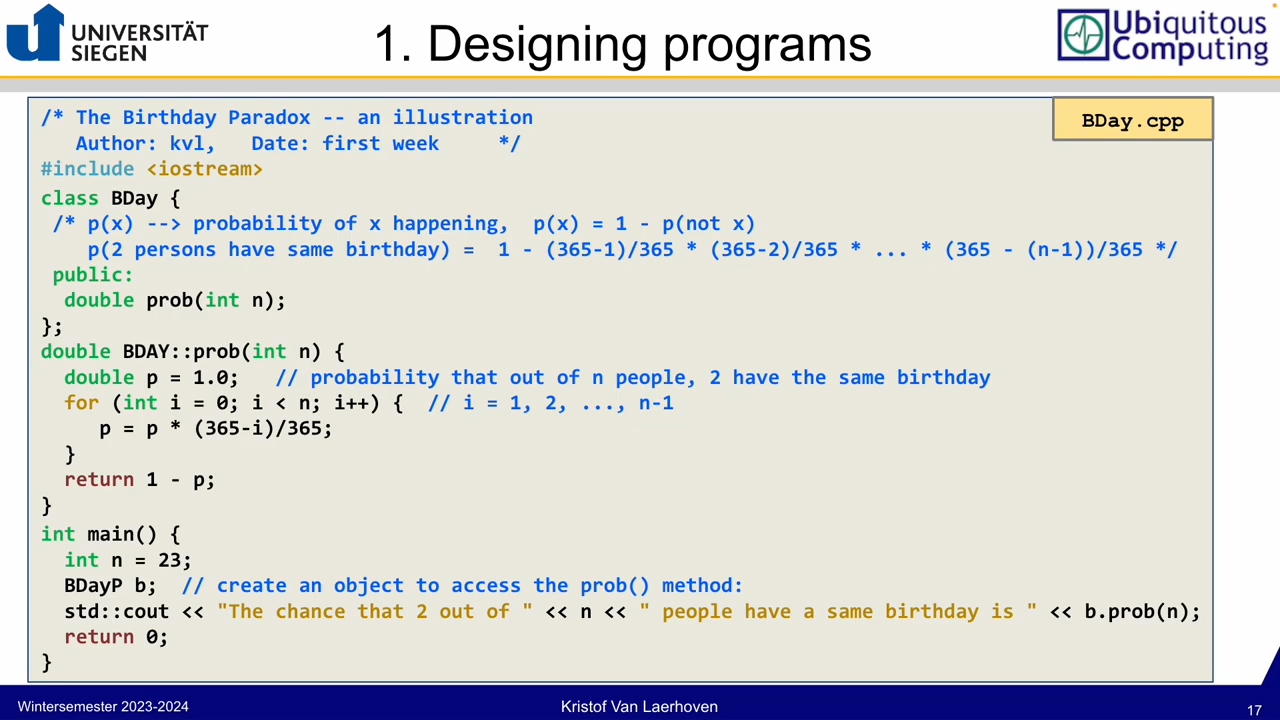 UNIVERSITÄT
SIEGEN
1. Designing programs
Ubiquitous
Computing
BDay.cpp
/* The Birthday Paradox -- an illustration
   Author: kvl,   Date: first week     */
#include <iostream>
class BDay {
 /* p(x) --> probability of x happening,  p(x) = 1 - p(not x)
    p(2 persons have same birthday) =  1 - (365-1)/365 * (365-2)/365 * ... * (365 - (n-1))/365 */
 public:
  double prob(int n);
};
double BDAY::prob(int n) {
  double p = 1.0;   // probability that out of n people, 2 have the same birthday
  for (int i = 0; i < n; i++) {  // i = 1, 2, ..., n-1
     p = p * (365-i)/365;
  }
  return 1 - p;
}
int main() {
  int n = 23;
  BDayP b;  // create an object to access the prob() method:
  std::cout << "The chance that 2 out of " << n << " people have a same birthday is " << b.prob(n);
  return 0;
}
Wintersemester 2023-2024
Kristof Van Laerhoven
17